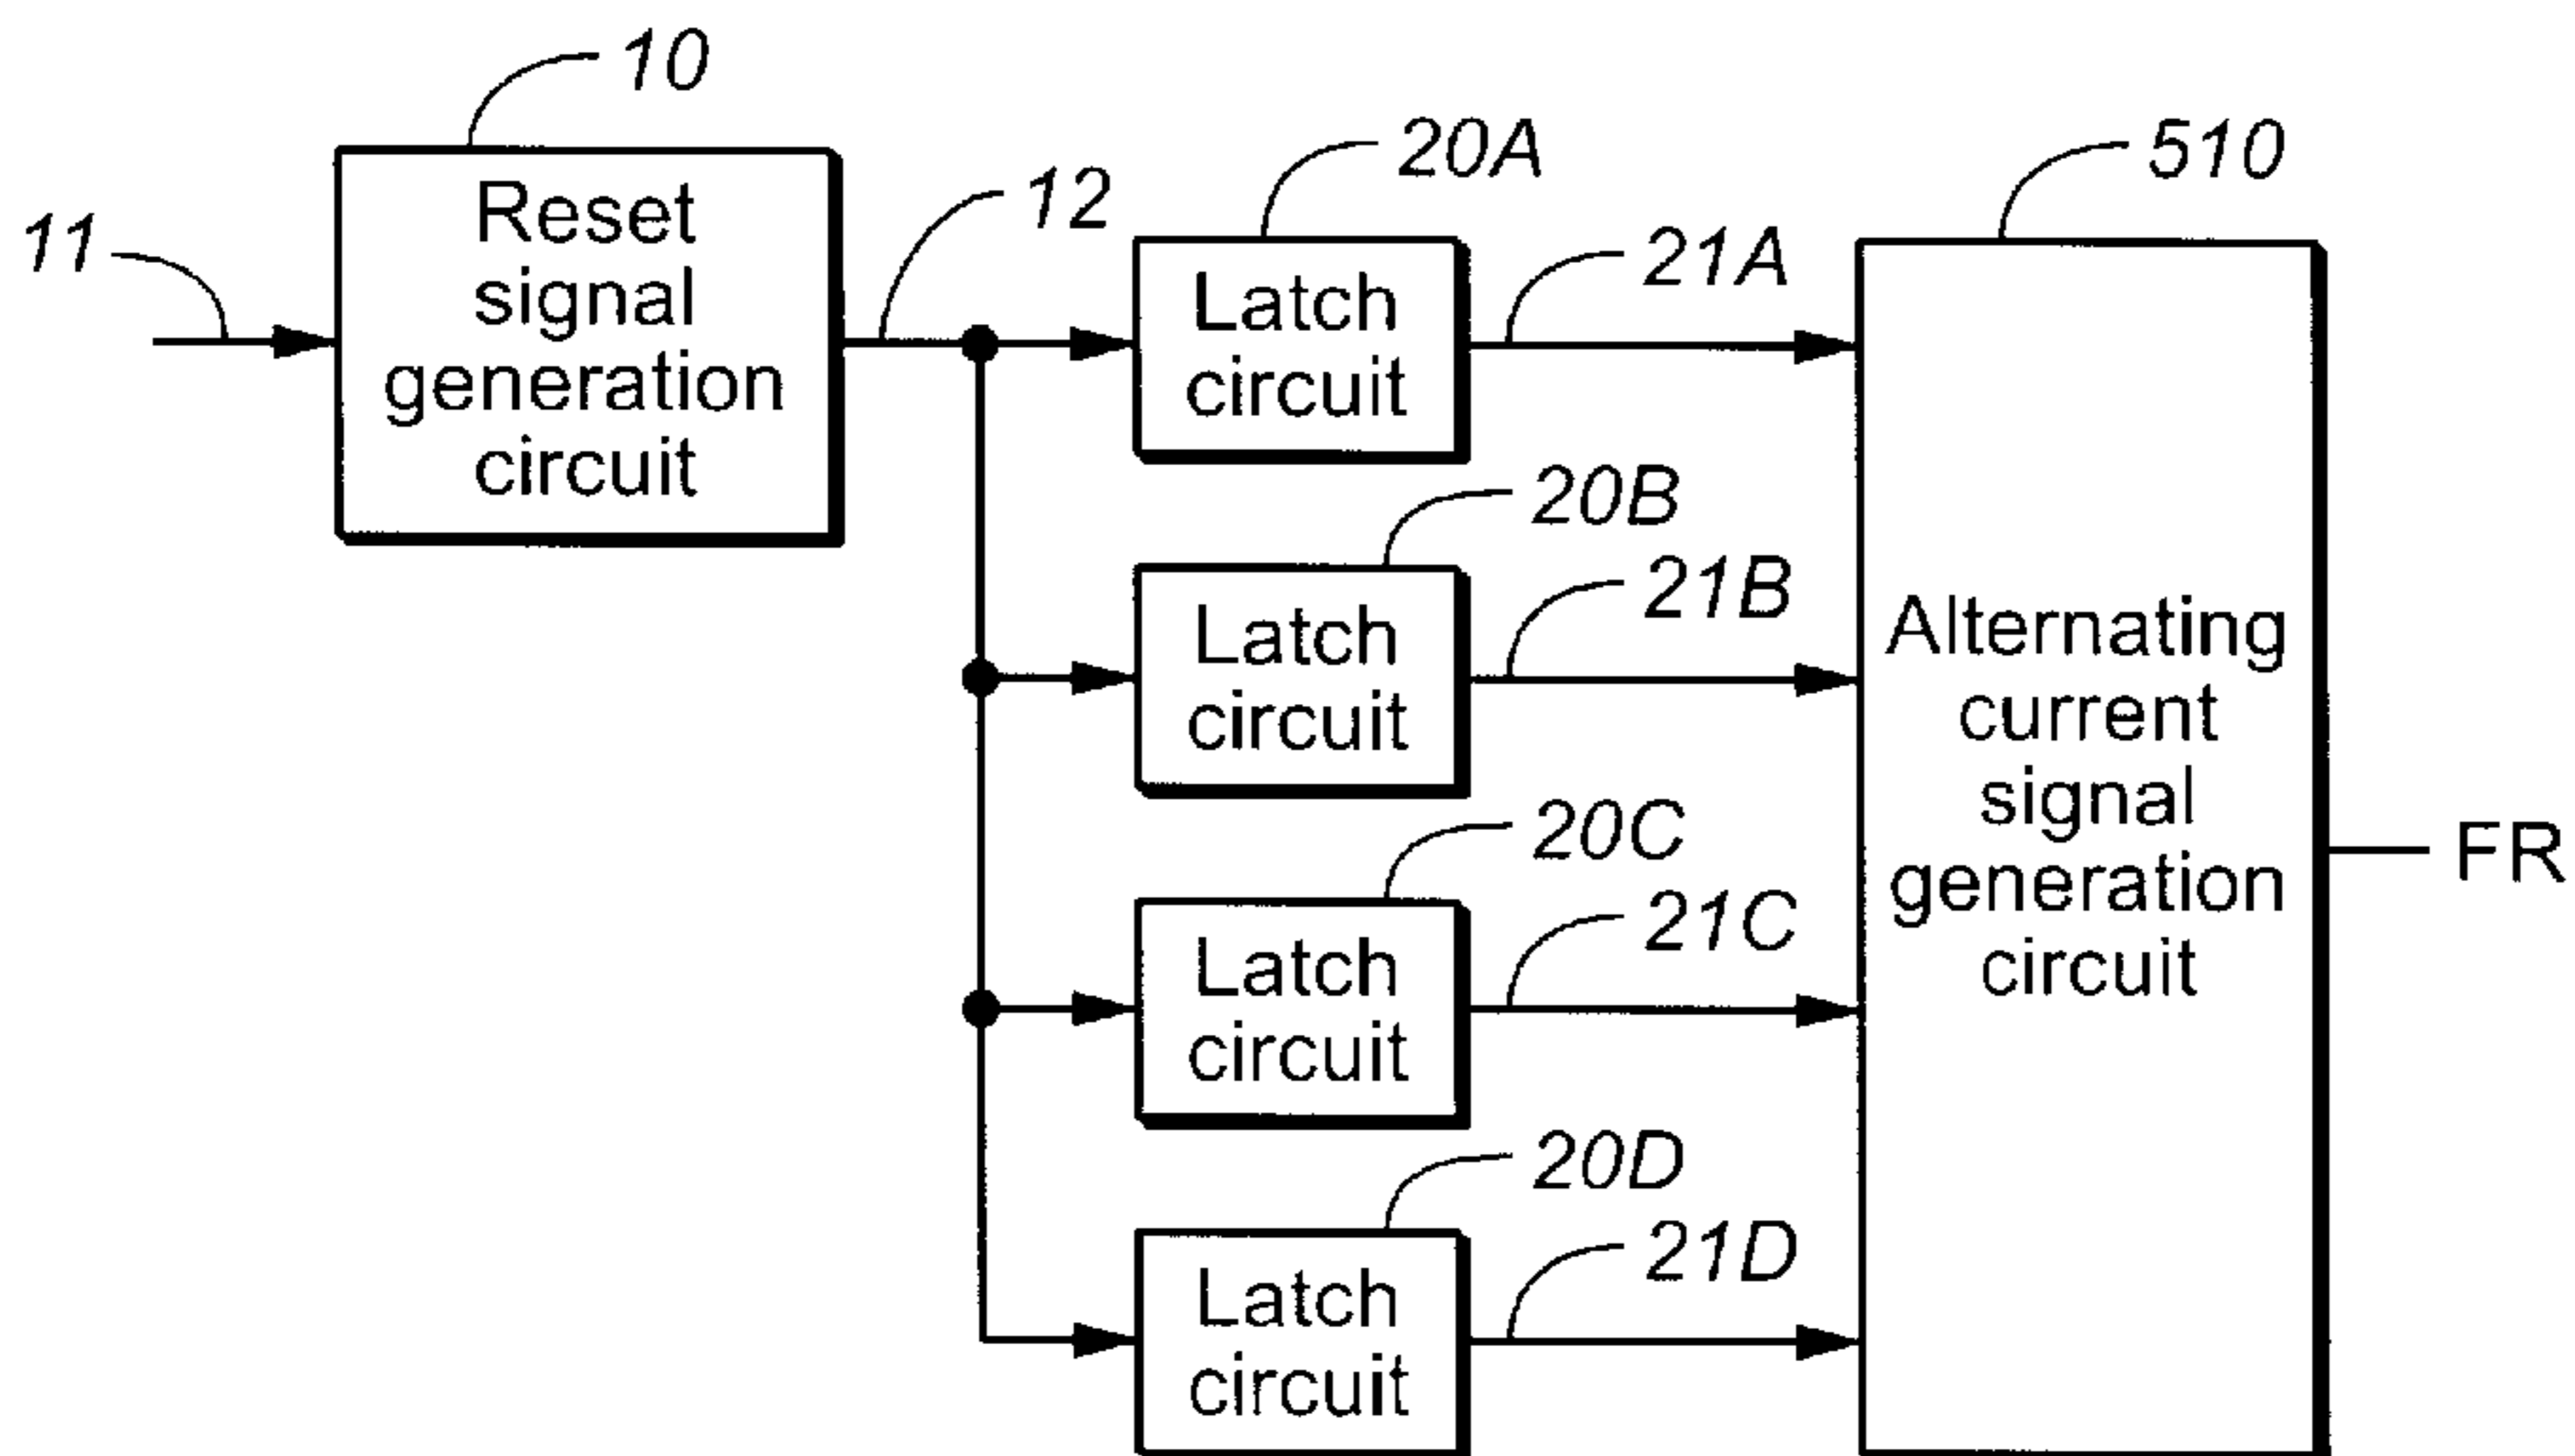 10
11
Reset
signal
generation
circuit
12
20A
Latch
circuit
21A
20B
Latch
circuit
21B
20C
Latch
circuit
21C
20D
Latch
circuit
21D
510
Alternating
current
signal
generation
circuit
FR